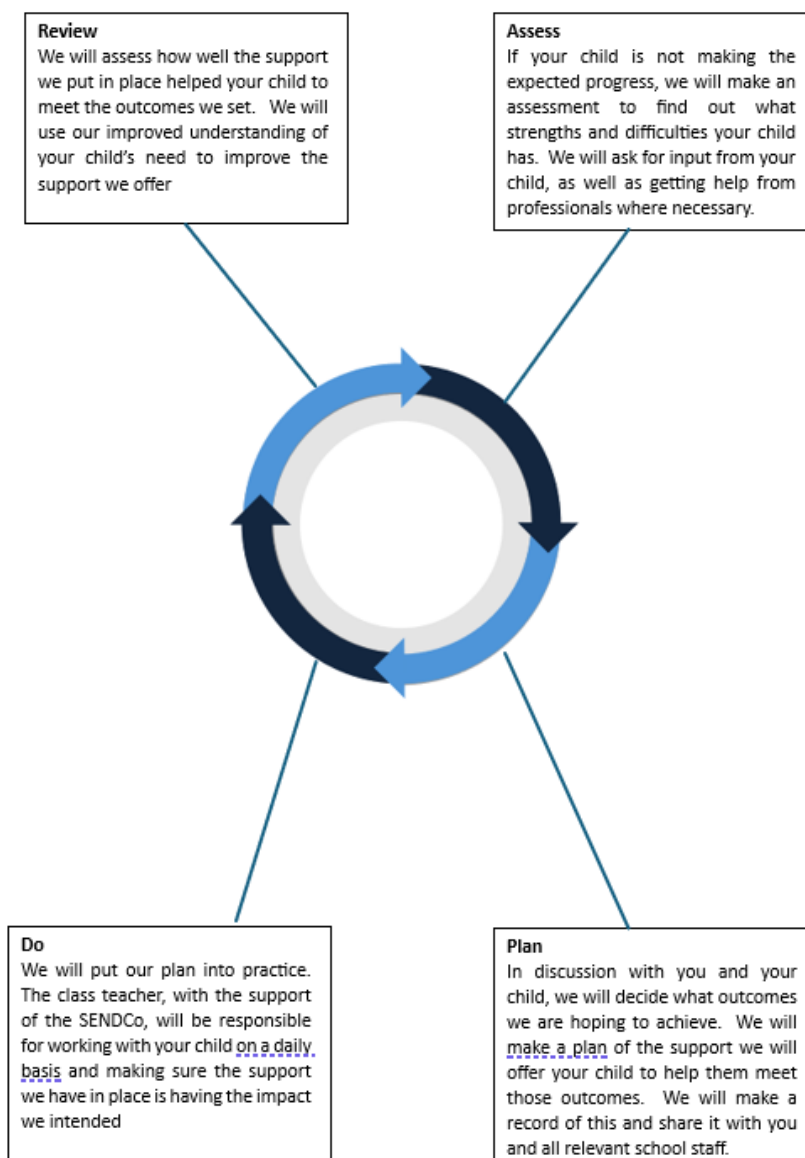 Review
We will assess how well the support
we put in place helped your child to
meet the outcomes we set. We will
use our improved understanding of
your child’s need to improve the
support we offer
Assess
If your child is not making the
expected progress, we will make an
assessment to find out what
strengths and difficulties your child
has. We will ask for input from your
child, as well as getting help from
professionals where necessary.
Do
We will put our plan into practice.
The class teacher, with the support
of the SENDCo, will be responsible
for working with your child on a daily
basis and making sure the support
we have in place is having the impact
we intended
Plan
In discussion with you and your
child, we will decide what outcomes
we are hoping to achieve. We will
make a plan of the support we will
offer your child to help them meet
those outcomes. We will make a
record of this and share it with you
and all relevant school staff.